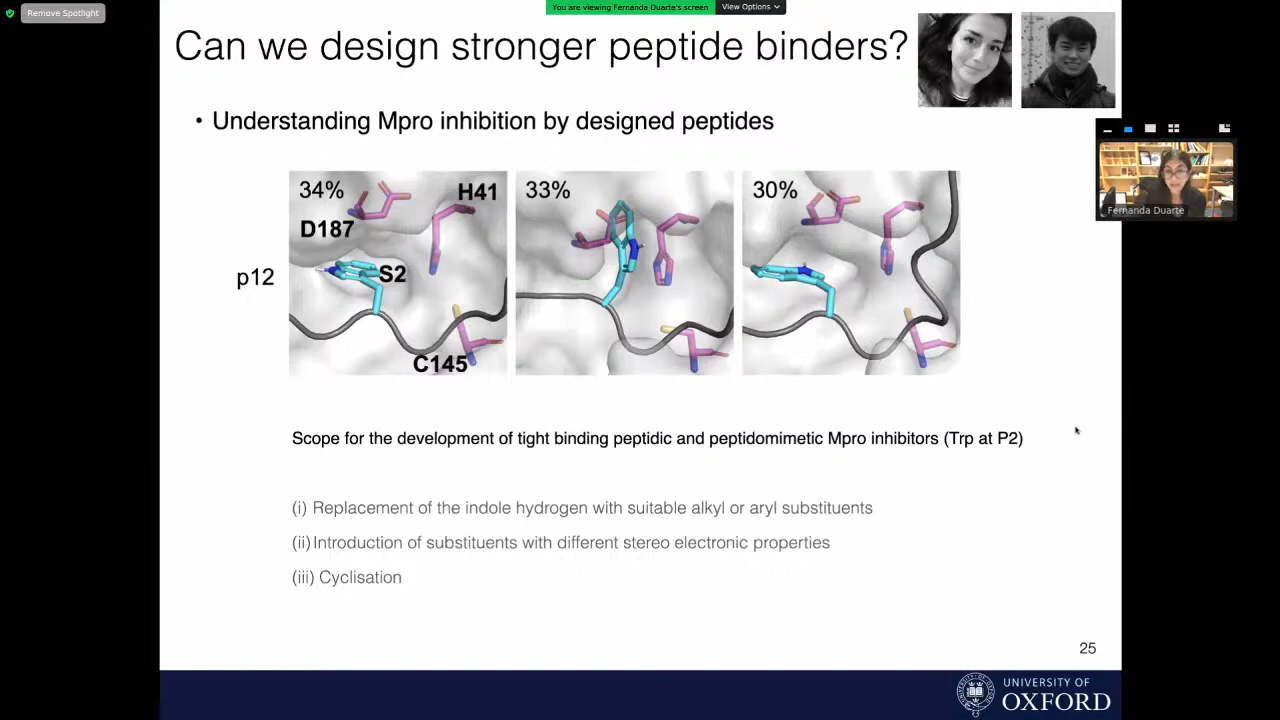 Remove Spotlight
You are viewing Fernanda Duarte's screen
View Options
Can we design stronger peptide binders?
• Understanding Mpro inhibition by designed peptides
Fernanda Duarte
34%
H41
33%
30%
D187
p12
S2
C145
Scope for the development of tight binding peptidic and peptidomimetic Mpro inhibitors (Trp at P2)
(i) Replacement of the indole hydrogen with suitable alkyl or aryl substituents
(ii) Introduction of substituents with different stereo electronic properties
(iii) Cyclisation
25
UNIVERSITY OF
OXFORD